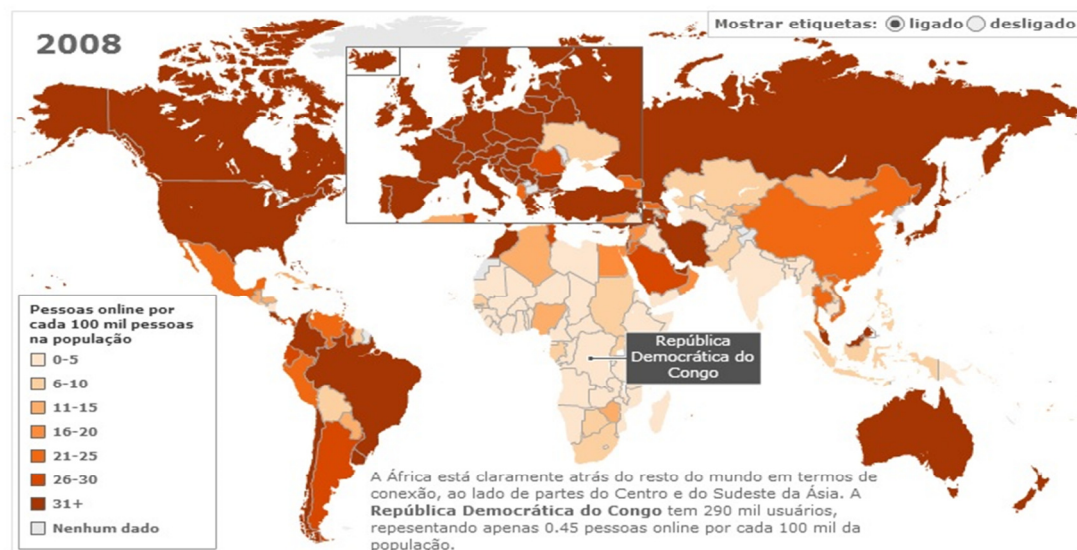 Mostrar etiquetas: ligado desligado
2008
Pessoas online por
cada 100 mil pessoas
na população
0-5
6-10
11-15
16-20
21-25
26-30
31+
Nenhum dado
República
Democrática do
Congo
A África está claramente atrás do resto do mundo em termos de
conexão, ao lado de partes do Centro e do Sudeste da Ásia. A
República Democrática do Congo tem 290 mil usuários,
repesentando apenas 0.45 pessoas online por cada 100 mil da
população.